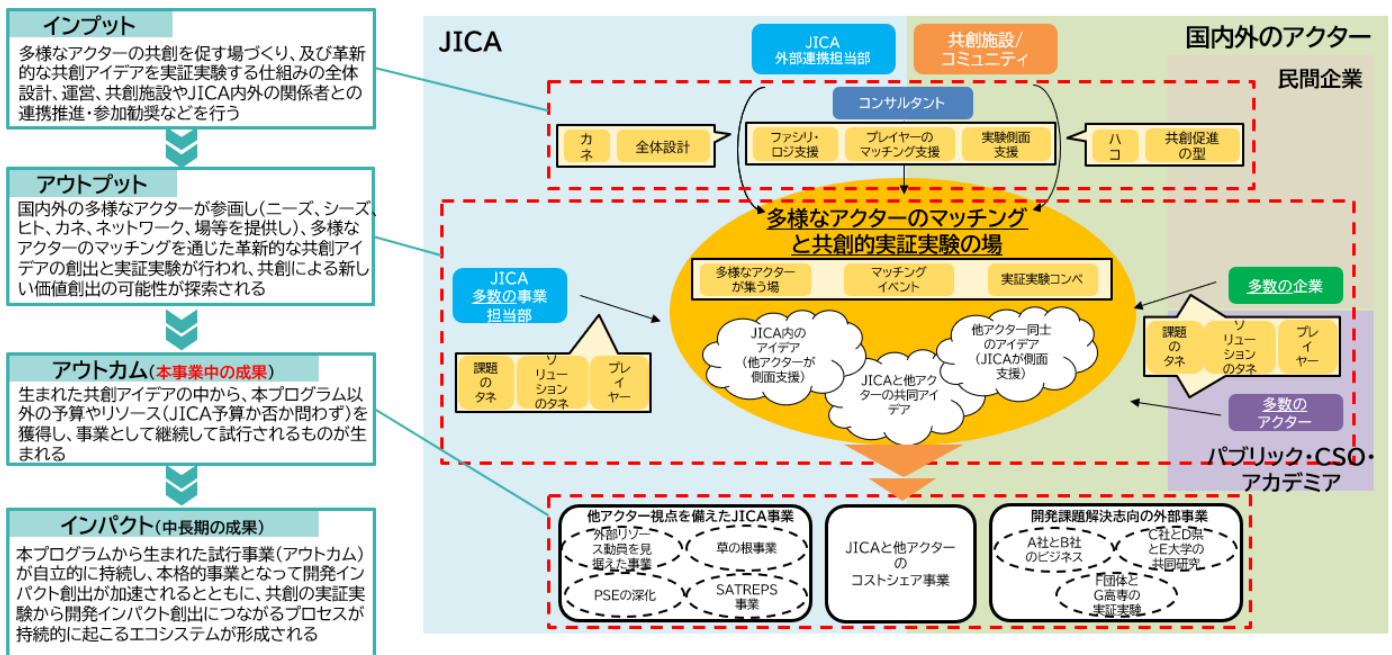 インプット
多様なアクターの共創を促す場づくり、及び革新
的な共創アイデアを実証実験する仕組みの全体
設計、運営、共創施設やJICA内外の関係者との
連携推進・参加勧奨などを行う
アウトプット
国内外の多様なアクターが参画し(ニーズ、シーズ、
ヒト、カネ、ネットワーク、場等を提供し)、多様な
アクターのマッチングを通じた革新的な共創アイ
デアの創出と実証実験が行われ、共創による新し
い価値創出の可能性が探索される
アウトカム(本事業中の成果)
生まれた共創アイデアの中から、本プログラム以
外の予算やリソース(JICA予算か否か問わず)を
獲得し、事業として継続して試行されるものが生
まれる
インパクト(中長期の成果)
本プログラムから生まれた試行事業(アウトカム)
が自立的に持続し、本格的事業となって開発イン
パクト創出が加速されるとともに、共創の実証実
験から開発インパクト創出につながるプロセスが
持続的に起こるエコシステムが形成される
JICA
JICA
外部連携担当部
共創施設/
コミュニティ
国内外のアクター
民間企業
コンサルタント
カ
ネ
全体設計
ファシリ・
ロジ支援
プレイヤーの
マッチング支援
実験側面
支援
ハ
コ
共創促進
の型
多様なアクターのマッチング
と共創的実証実験の場
多様なアクター
が集う場
マッチング
イベント
実証実験コンペ
JICA
多数の事業
担当部
課題
のタネ
ソ
リュー
ション
のタネ
プレ
イ
ヤー
JICA内の
アイデア
(他アクターが
側面支援)
JICAと他アク
ターの共同アイ
デア
他アクター同士
のアイデア
(JICAが側面
支援)
多数の企業
課題
の
タネ
ソ
リュー
ション
のタネ
プレ
イ
ヤー
多数の
アクター
パブリック・CSO・
アカデミア
他アクター視点を備えたJICA事業
外部リソー
ス動員を見
据えた事業
草の根事業
PSEの深化
SATREPS
事業
JICAと他アクター
の
コストシェア事業
開発課題解決志向の外部事業
A社とB社
のビジネス
C社とD県
とE大学の
共同研究
F団体と
G高専の
実証実験